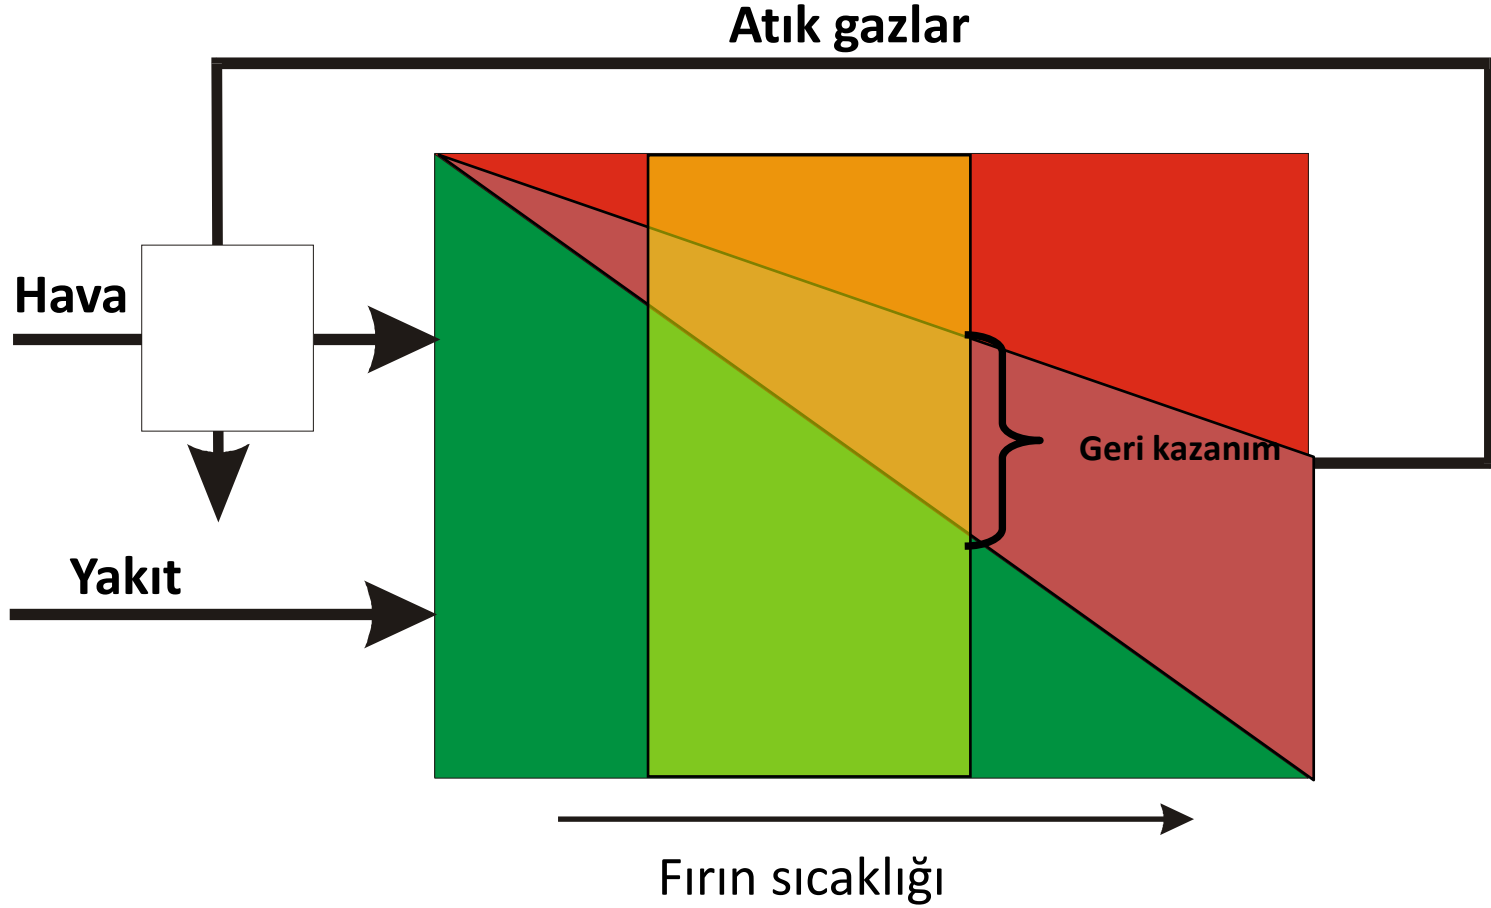 Atık gazlar
Hava
Geri kazanım
Yakıt
Fırın sıcaklığı